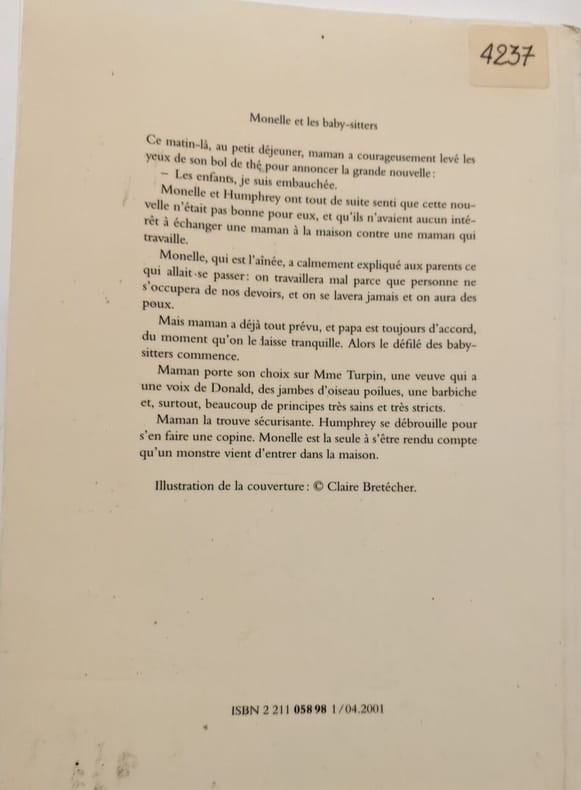 4237
Monelle et les baby-sitters
Ce matin-là, au petit déjeuner, maman a courageusement levé les
yeux de son bol de thé pour annoncer la grande nouvelle :
– Les enfants, je suis embauchée.
Monelle et Humphrey ont tout de suite senti que cette nou-
velle n'était pas bonne pour eux, et qu'ils n'avaient aucun inté-
rêt à échanger une maman à la maison contre une maman qui
travaille.
Monelle, qui est l'aînée, a calmement expliqué aux parents ce
qui allait se passer : on travaillera mal parce que personne ne
s'occupera de nos devoirs, et on se lavera jamais et on aura des
poux.
Mais maman a déjà tout prévu, et papa est toujours d'accord,
du moment qu'on le laisse tranquille. Alors le défilé des baby-
sitters commence.
Maman porte son choix sur Mme Turpin, une veuve qui a
une voix de Donald, des jambes d'oiseau poilues, une barbiche
et, surtout, beaucoup de principes très sains et très stricts.
Maman la trouve sécurisante. Humphrey se débrouille pour
s'en faire une copine. Monelle est la seule à s'être rendu compte
qu'un monstre vient d'entrer dans la maison.
Illustration de la couverture : © Claire Bretécher.
ISBN 2 211 058 98 1/04.2001